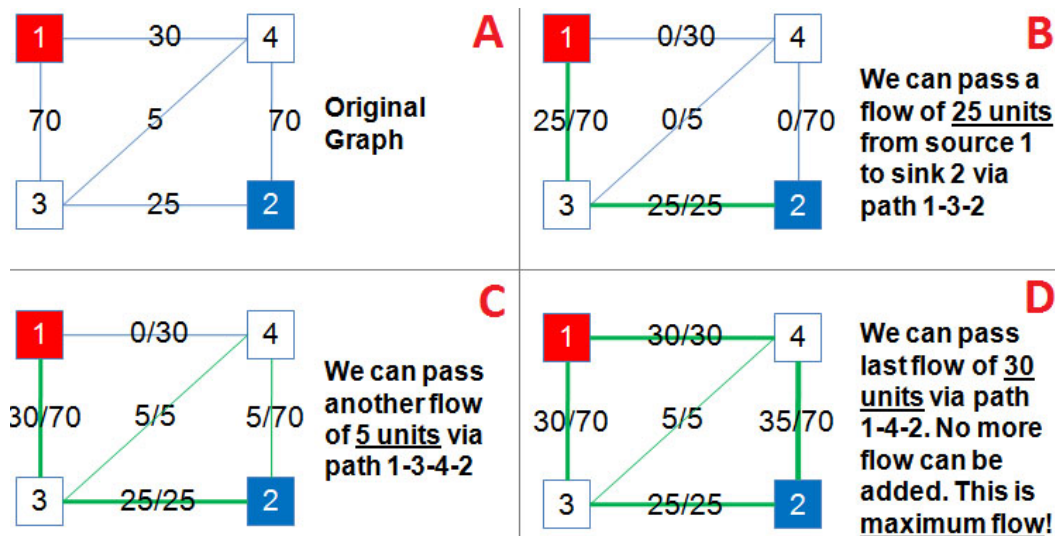 A
1
30
4
70
5
70
Original
Graph
3
25
2
B
1
0/30
4
25/70
0/5
0/70
We can pass a
flow of 25 units
from source 1
to sink 2 via
path 1-3-2
3
25/25
2
C
1
0/30
4
30/70
5/5
5/70
We can pass
another flow
of 5 units via
path 1-3-4-2
3
25/25
2
D
1
30/30
4
30/70
5/5
35/70
We can pass
last flow of 30
units via path
1-4-2. No more
flow can be
added. This is
maximum flow!
3
25/25
2